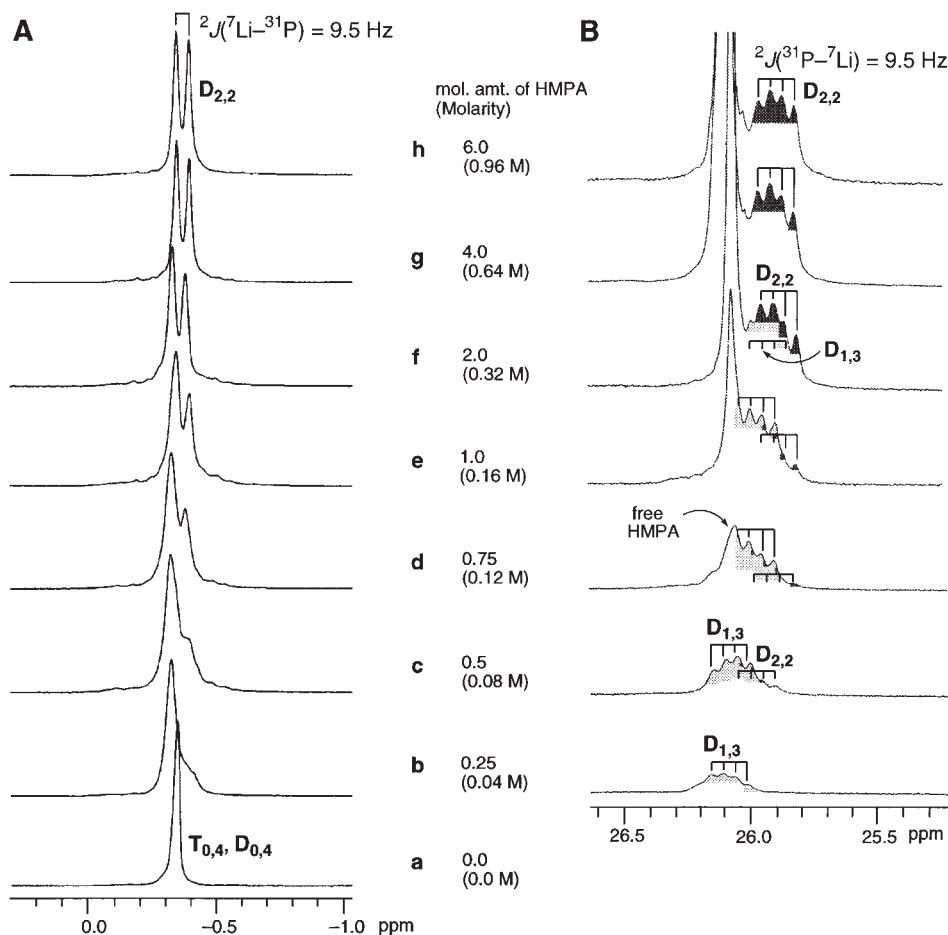 A
²J(⁷Li–³¹P) = 9.5 Hz
D₂,₂
mol. amt. of HMPA
(Molarity)
h
6.0
(0.96 M)
g
4.0
(0.64 M)
f
2.0
(0.32 M)
e
1.0
(0.16 M)
d
0.75
(0.12 M)
c
0.5
(0.08 M)
b
0.25
(0.04 M)
T₀,₄, D₀,₄
a
0.0
(0.0 M)
0.0
−0.5
−1.0
ppm
B
²J(³¹P–⁷Li) = 9.5 Hz
D₂,₂
D₂,₂
D₁,₃
free
HMPA
D₁,₃
D₂,₂
D₁,₃
26.5
26.0
25.5
ppm